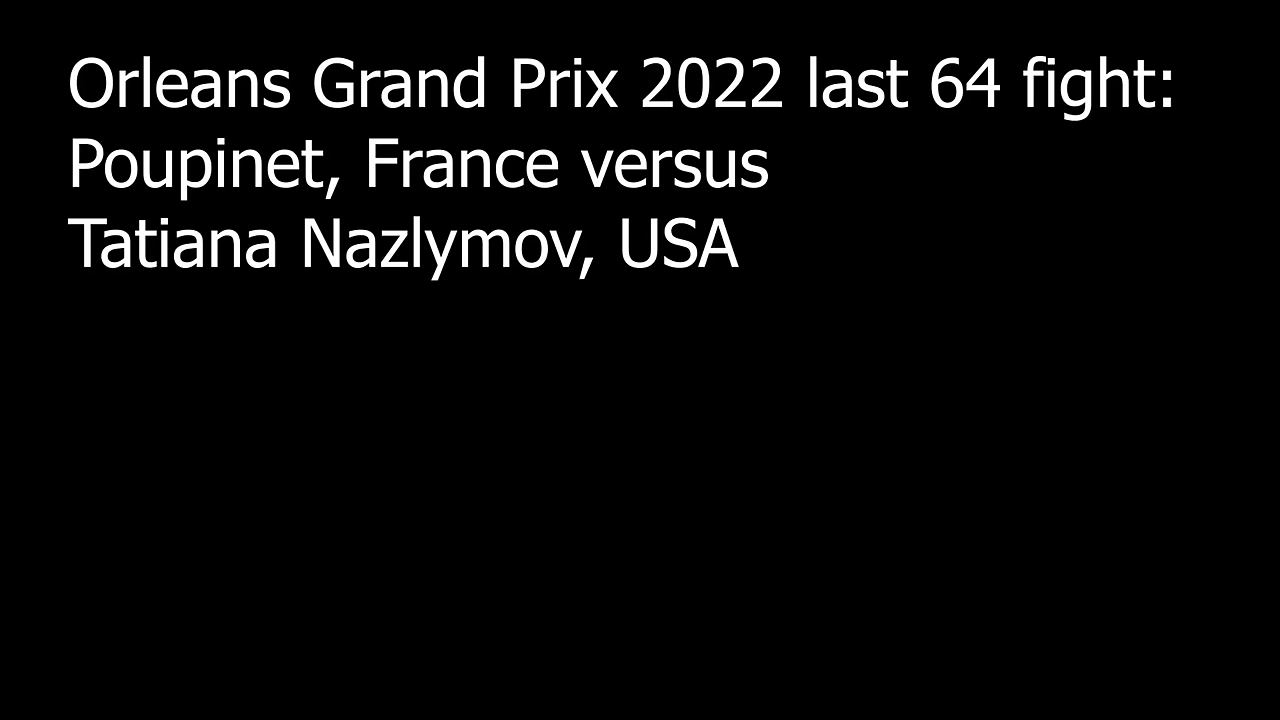 Orleans Grand Prix 2022 last 64 fight:
Poupinet, France versus
Tatiana Nazlymov, USA